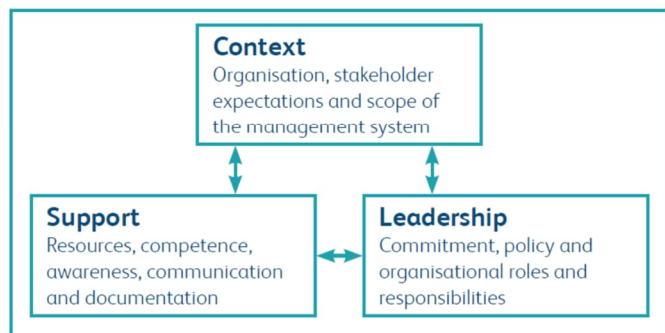 Context
Organisation, stakeholder
expectations and scope of
the management system
Support
Resources, competence,
awareness, communication
and documentation
Leadership
Commitment, policy and
organisational roles and
responsibilities